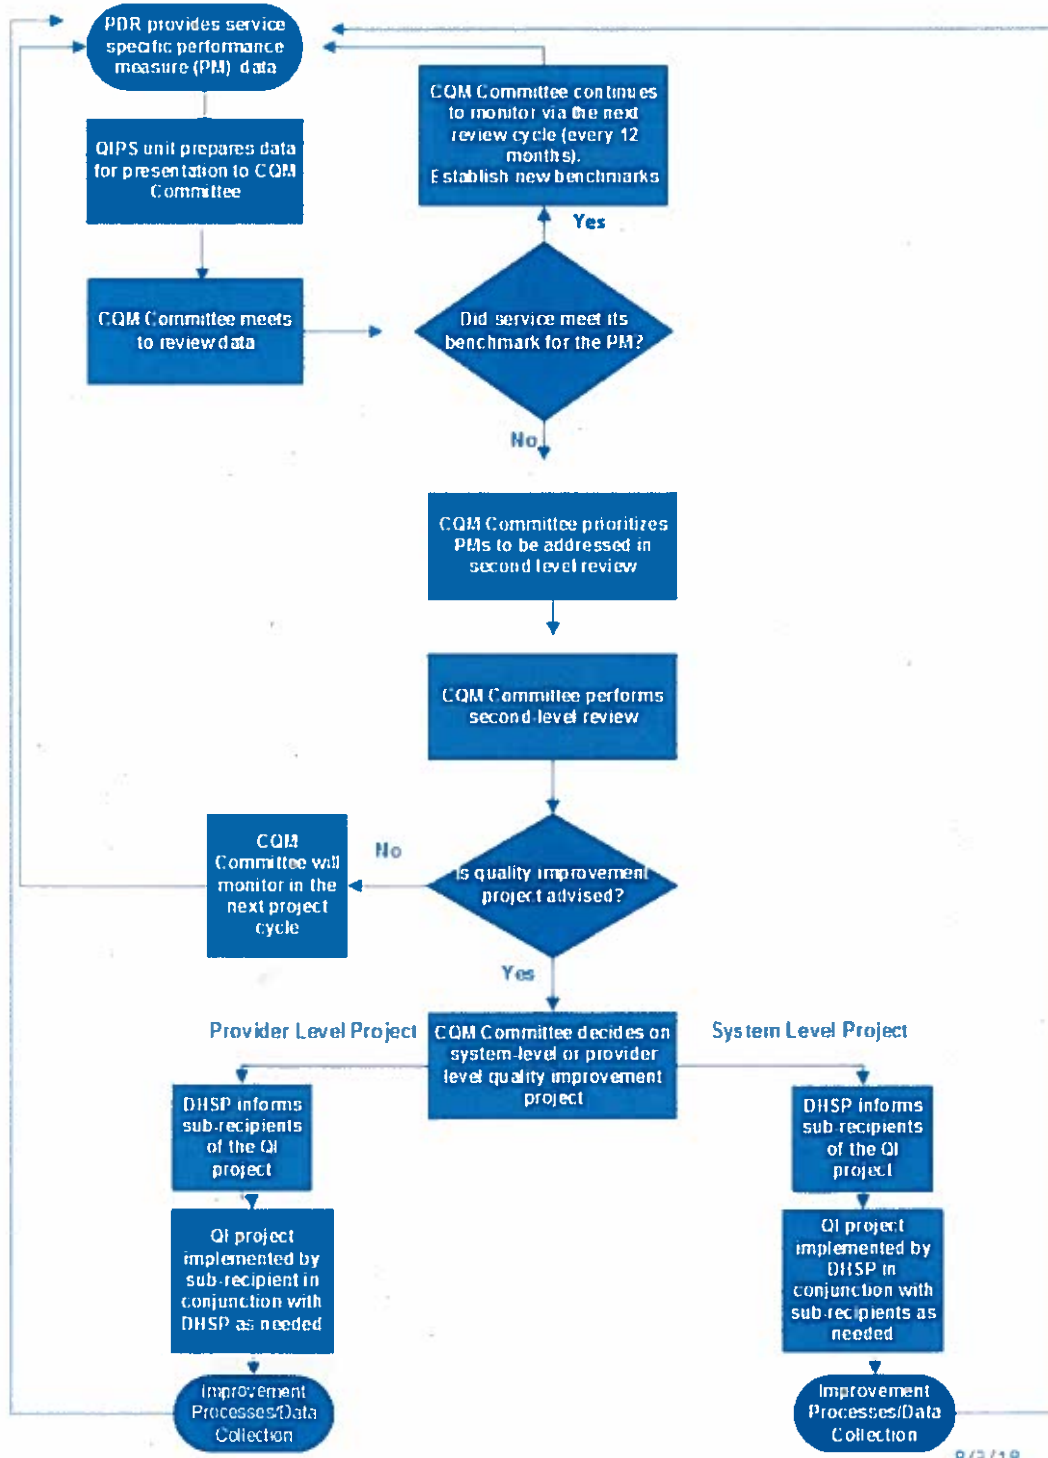 PDR provides service
specific performance
measure (PM) data
QIPS unit prepares data
for presentation to CQM
Committee
CQM Committee meets
to review data
CQM Committee continues
to monitor via the next
review cycle (every 12
months).
Establish new benchmarks
Yes
Did service meet its
benchmark for the PM?
No
CQM Committee prioritizes
PMs to be addressed in
second level review
CQM Committee performs
second-level review
Is quality improvement
project advised?
No
CQM
Committee will
monitor in the
next project
cycle
Yes
Provider Level Project
CQM Committee decides on
system-level or provider
level quality improvement
project
System Level Project
DHSP informs
sub-recipients
of the QI
project
QI project
implemented by
sub-recipient in
conjunction with
DHSP as needed
Improvement
Processes/Data
Collection
DHSP informs
sub-recipients
of the QI
project
QI project
implemented by
DHSP in
conjunction with
sub-recipients as
needed
Improvement
Processes/Data
Collection